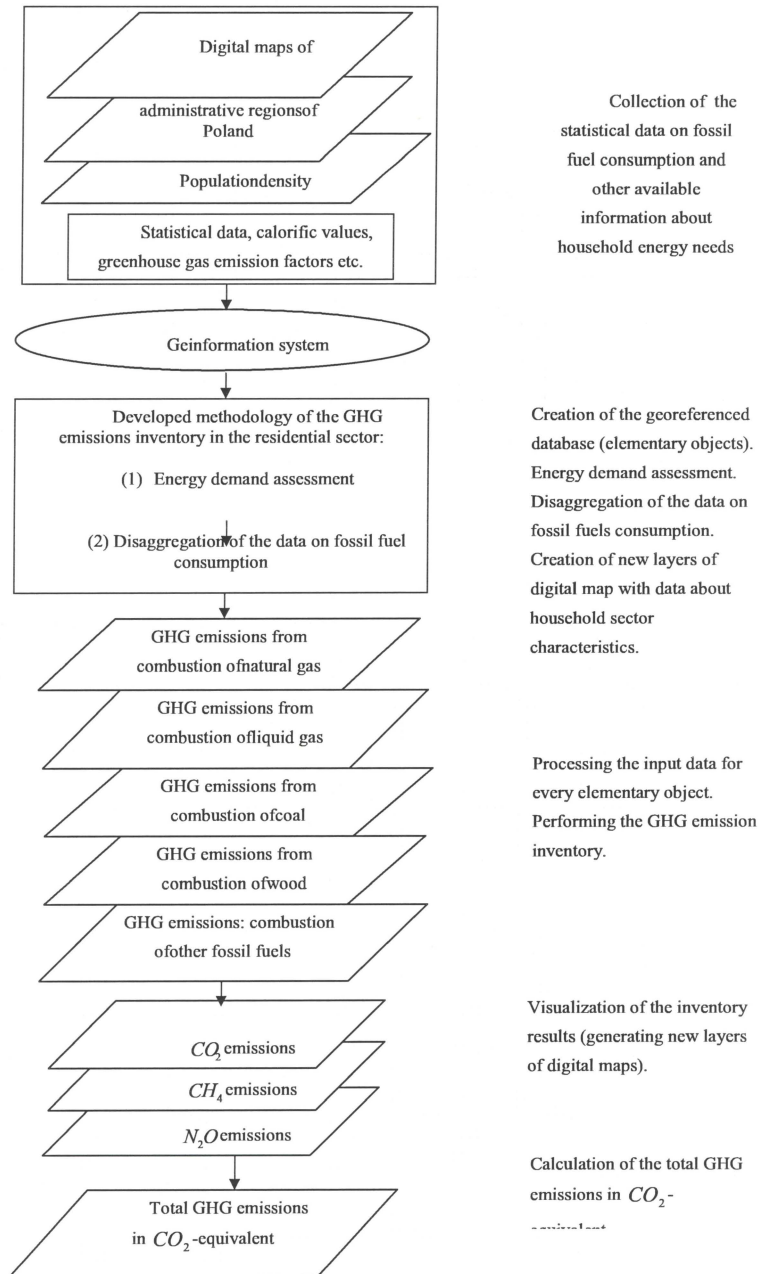 Digital maps of
administrative regionsof
Poland
Populationdensity
Statistical data, calorific values,
greenhouse gas emission factors etc.
Collection of the
statistical data on fossil
fuel consumption and
other available
information about
household energy needs
Geinformation system
Developed methodology of the GHG
emissions inventory in the residential sector:
(1) Energy demand assessment
(2) Disaggregation of the data on fossil fuel
consumption
Creation of the georeferenced
database (elementary objects).
Energy demand assessment.
Disaggregation of the data on
fossil fuels consumption.
Creation of new layers of
digital map with data about
household sector
characteristics.
GHG emissions from
combustion ofnatural gas
GHG emissions from
combustion ofliquid gas
GHG emissions from
combustion ofcoal
GHG emissions from
combustion ofwood
GHG emissions: combustion
ofother fossil fuels
Processing the input data for
every elementary object.
Performing the GHG emission
inventory.
CO₂ emissions
CH₄ emissions
N₂O emissions
Visualization of the inventory
results (generating new layers
of digital maps).
Total GHG emissions
in CO₂-equivalent
Calculation of the total GHG
emissions in CO₂-